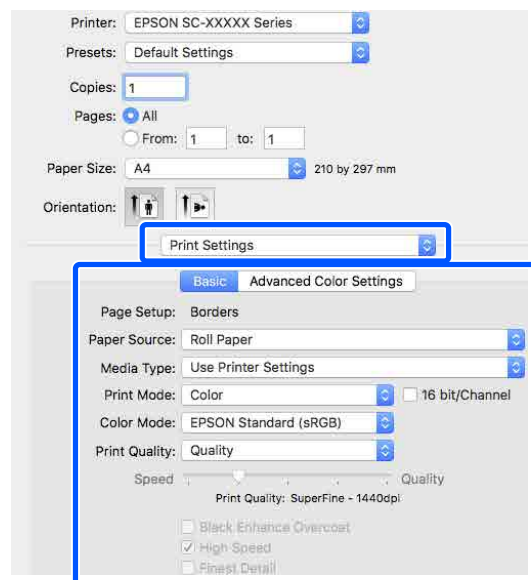 Printer: EPSON SC-XXXXX Series
Presets: Default Settings
Copies: 1
Pages: All
From: 1 to: 1
Paper Size: A4 210 by 297 mm
Orientation:
Print Settings
Basic Advanced Color Settings
Page Setup: Borders
Paper Source: Roll Paper
Media Type: Use Printer Settings
Print Mode: Color 16 bit/Channel
Color Mode: EPSON Standard (sRGB)
Print Quality: Quality
Speed Quality
Print Quality: SuperFine - 1440dpi
Black Enhance Overcoat
High Speed
Finest Detail